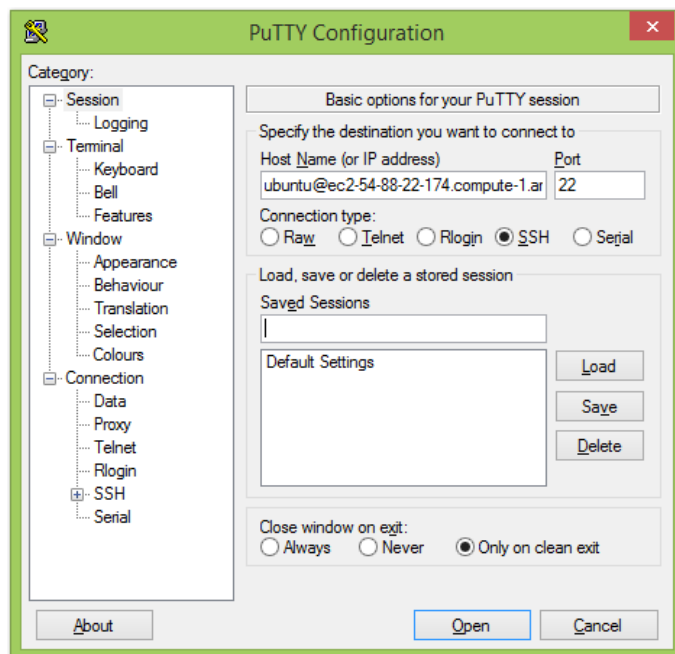 PuTTY Configuration
Category:
Session
Logging
Terminal
Keyboard
Bell
Features
Window
Appearance
Behaviour
Translation
Selection
Colours
Connection
Data
Proxy
Telnet
Rlogin
SSH
Serial
Basic options for your PuTTY session
Specify the destination you want to connect to
Host Name (or IP address) Port
ubuntu@ec2-54-88-22-174.compute-1.ar 22
Connection type:
Raw Telnet Rlogin SSH Serial
Load, save or delete a stored session
Saved Sessions
Default Settings
Load
Save
Delete
Close window on exit:
Always Never Only on clean exit
About Open Cancel